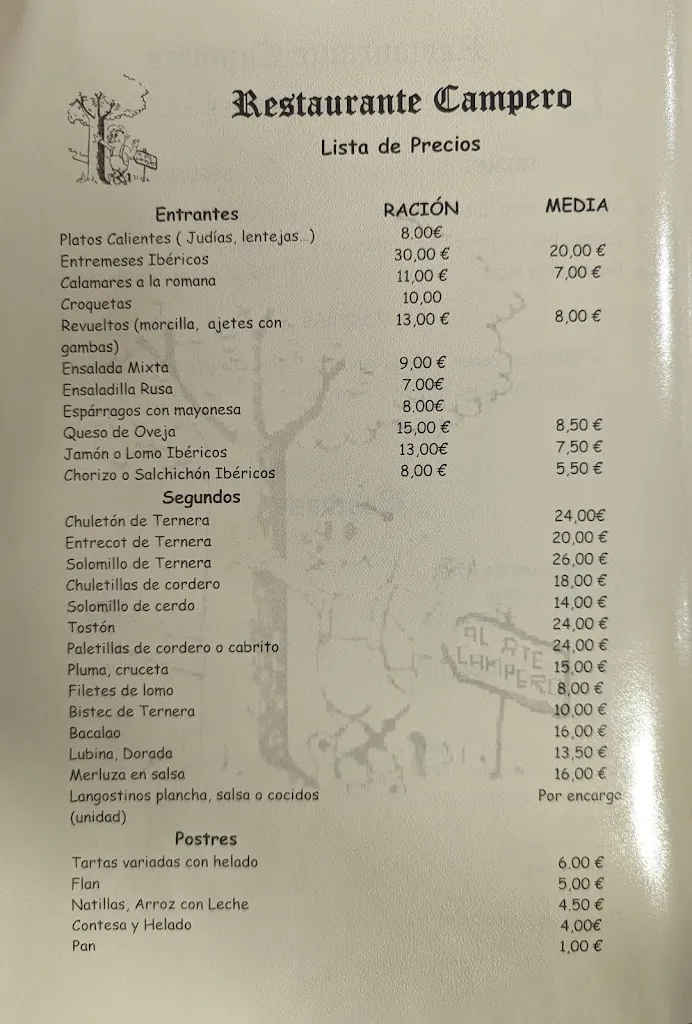 Restaurante Campero
Lista de Precios
Entrantes RACIÓN MEDIA
Platos Calientes ( Judías, lentejas...) 8.00€
Entremeses Ibéricos 30,00 € 20,00 €
Calamares a la romana 11,00 € 7,00 €
Croquetas 10,00
Revueltos (morcilla, ajetes con 13,00 € 8,00 €
gambas)
Ensalada Mixta 9,00 €
Ensaladilla Rusa 7.00€
Espárragos con mayonesa 8.00€
Queso de Oveja 15,00 € 8,50 €
Jamón o Lomo Ibéricos 13,00€ 7,50 €
Chorizo o Salchichón Ibéricos 8,00 € 5,50 €
Segundos
Chuletón de Ternera 24,00€
Entrecot de Ternera 20,00 €
Solomillo de Ternera 26,00 €
Chuletillas de cordero 18,00 €
Solomillo de cerdo 14,00 €
Tostón 24,00 €
Paletillas de cordero o cabrito 24,00 €
Pluma, cruceta 15,00 €
Filetes de lomo 8,00 €
Bistec de Ternera 10,00 €
Bacalao 16,00 €
Lubina, Dorada 13,50 €
Merluza en salsa 16,00 €
Langostinos plancha, salsa o cocidos Por encargo
(unidad)
Postres
Tartas variadas con helado 6.00 €
Flan 5,00 €
Natillas, Arroz con Leche 4.50 €
Contesa y Helado 4,00€
Pan 1,00 €
AL ATE
CAMPERO